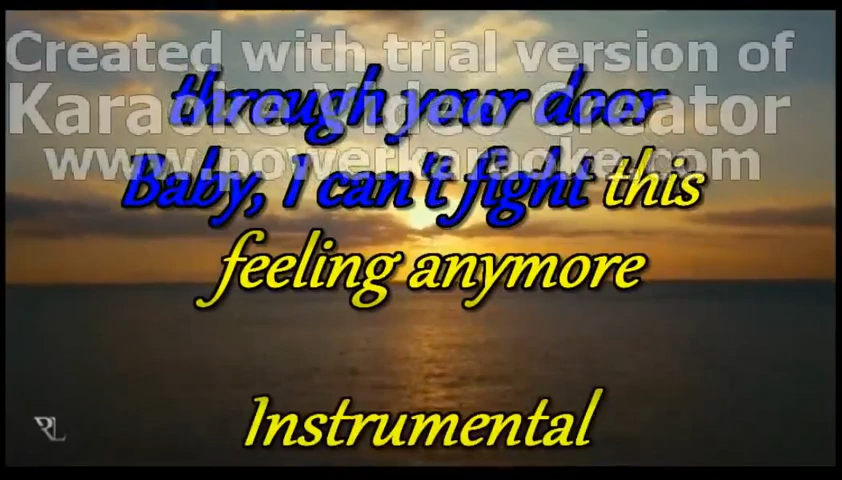 Created with trial version of
through your door
Karaoke Video Creator
www.powerkaraoke.com
Baby, I can't fight this
feeling anymore
Instrumental
RL